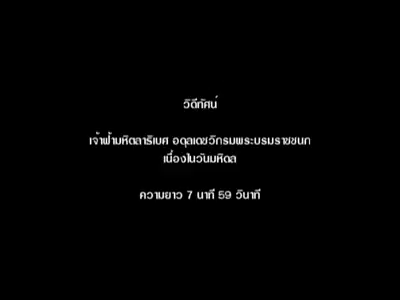 วิดีทัศน์
เจ้าฟ้ามหิตลาธิเบศ อดุลเดชวิกรมพระบรมราชชนก
เนื่องในวันมหิดล
ความยาว 7 นาที 59 วินาที